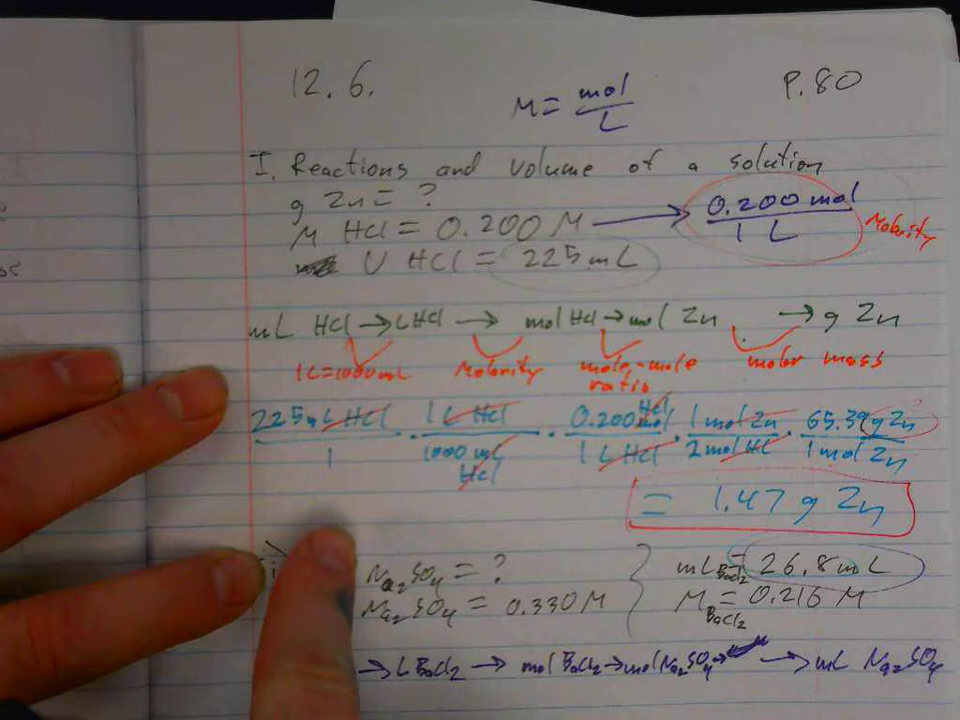 12.6.
M = mol / L
P. 80
I. Reactions and volume of a solution
g Zn = ?
M HCl = 0.200 M → 0.200 mol / 1 L Molarity
V HCl = 225 mL
mL HCl → L HCl → mol HCl → mol Zn → g Zn
1L = 1000 mL Molarity mole-mole ratio molar mass
225 mL HCl / 1 · 1 L HCl / 1000 mL HCl · 0.200 mol HCl / 1 L HCl · 1 mol Zn / 2 mol HCl · 65.39 g Zn / 1 mol Zn
= 1.47 g Zn
Na2SO4 = ? } mL BaCl2 = 26.8 mL
Na2SO4 = 0.330 M M BaCl2 = 0.216 M
→ L BaCl2 → mol BaCl2 → mol Na2SO4 → → mL Na2SO4